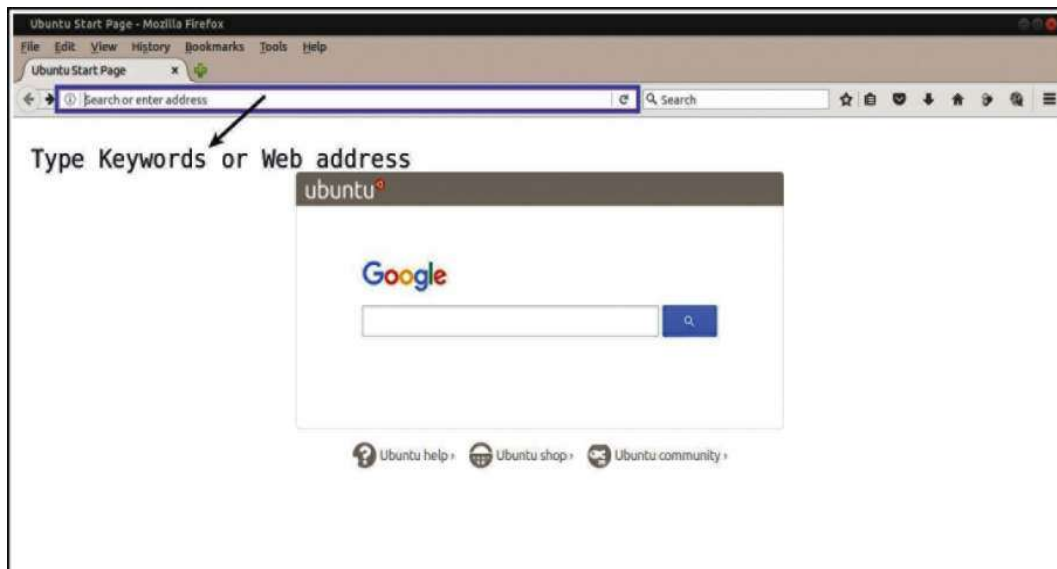 Ubuntu Start Page - Mozilla Firefox
File Edit View History Bookmarks Tools Help
Ubuntu Start Page
Search or enter address
Search
Type Keywords or Web address
ubuntu
Google
Ubuntu help
Ubuntu shop
Ubuntu community